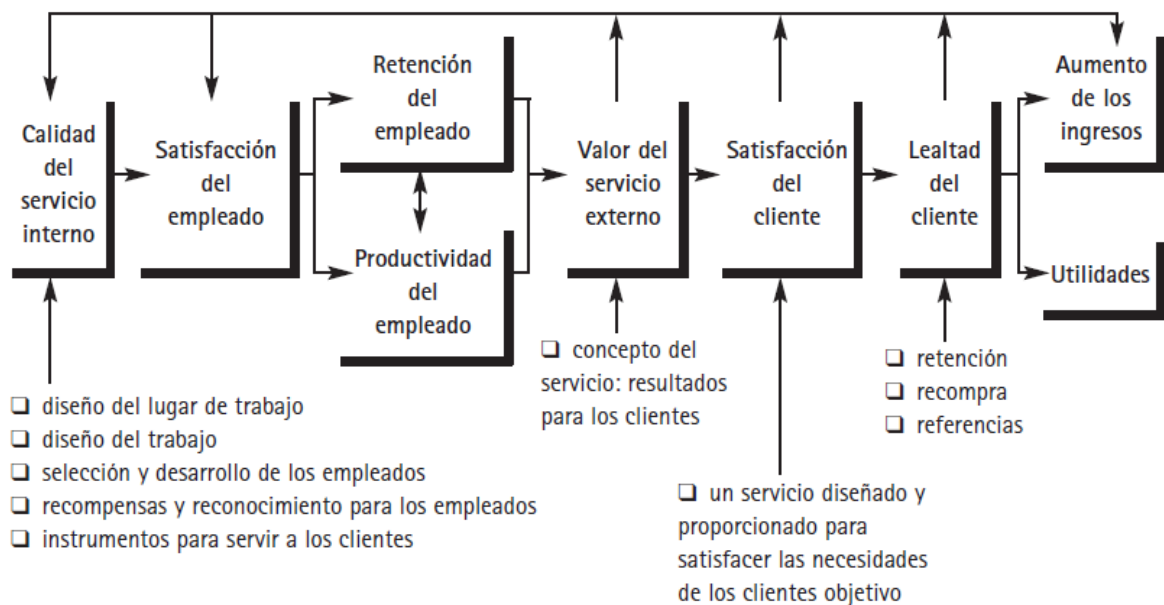 Calidad
del
servicio
interno
Satisfacción
del
empleado
Retención
del
empleado
Productividad
del
empleado
Valor del
servicio
externo
Satisfacción
del
cliente
Lealtad
del
cliente
Aumento
de los
ingresos
Utilidades
❑ diseño del lugar de trabajo
❑ diseño del trabajo
❑ selección y desarrollo de los empleados
❑ recompensas y reconocimiento para los empleados
❑ instrumentos para servir a los clientes
❑ concepto del
servicio: resultados
para los clientes
❑ un servicio diseñado y
proporcionado para
satisfacer las necesidades
de los clientes objetivo
❑ retención
❑ recompra
❑ referencias